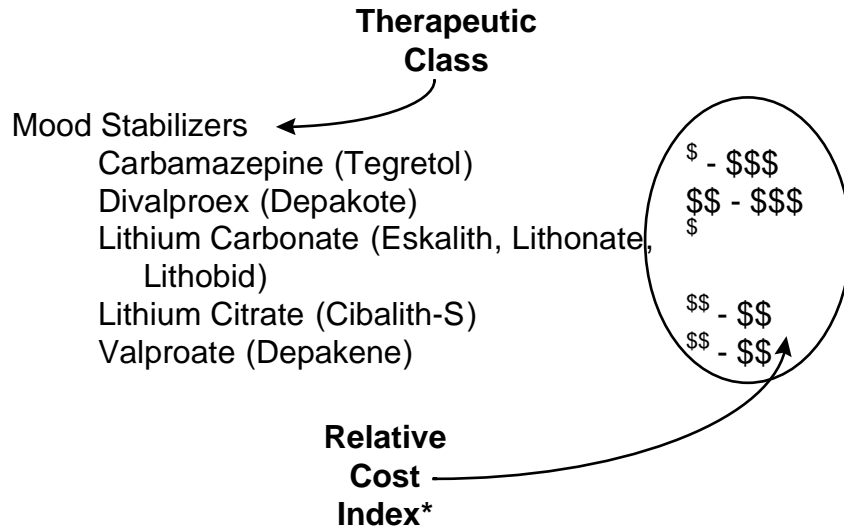 Therapeutic
Class
Mood Stabilizers
Carbamazepine (Tegretol) $ - $$$
Divalproex (Depakote) $$ - $$$
Lithium Carbonate (Eskalith, Lithonate, $
Lithobid)
Lithium Citrate (Cibalith-S) $$ - $$
Valproate (Depakene) $$ - $$
Relative
Cost
Index*